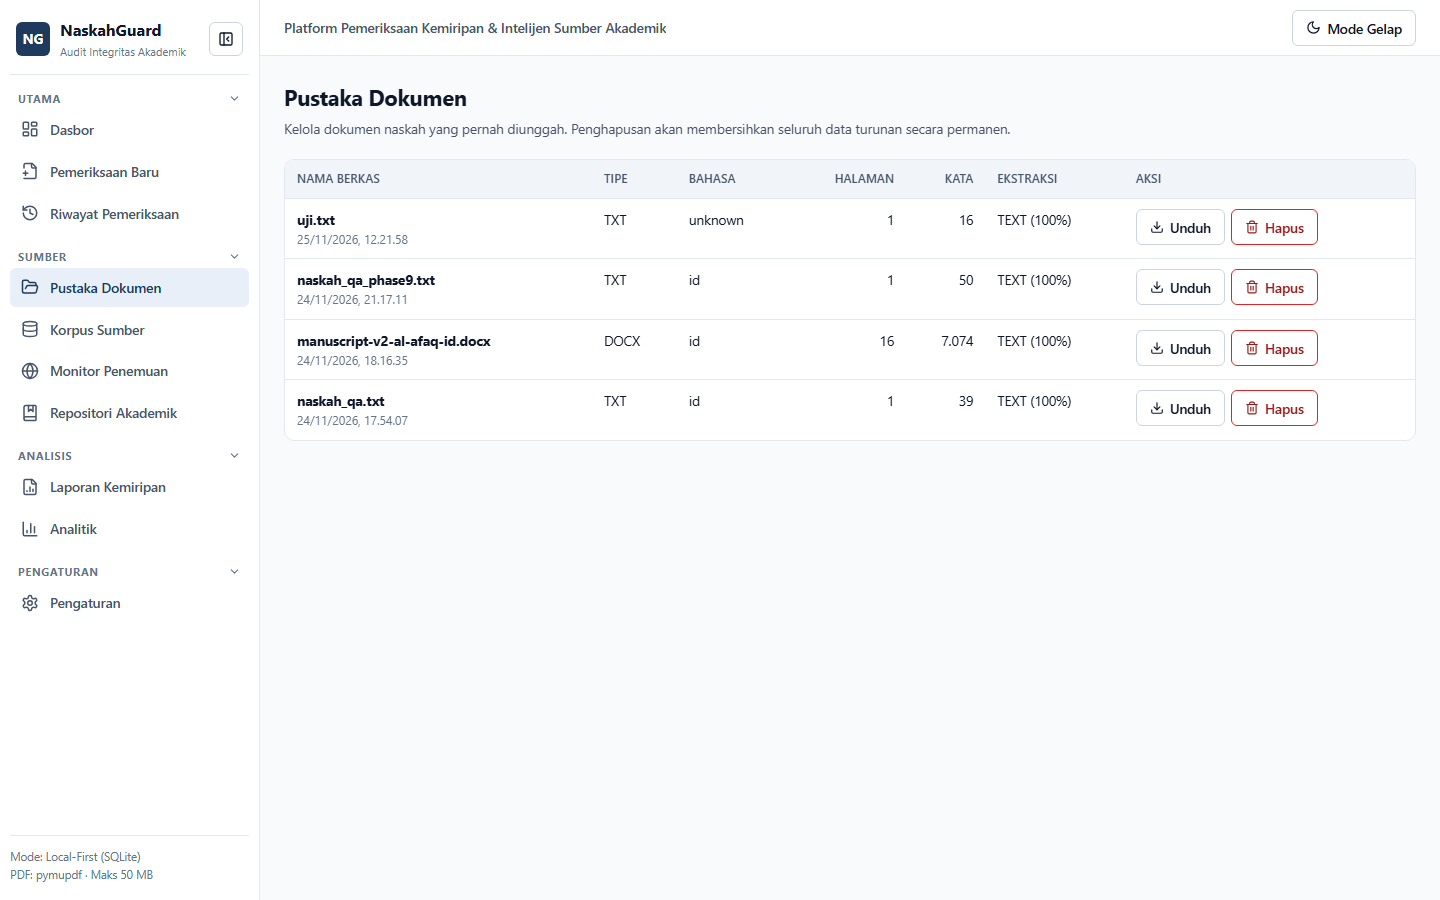 NG
NaskahGuard
Audit Integritas Akademik
UTAMA
Dasbor
Pemeriksaan Baru
Riwayat Pemeriksaan
SUMBER
Pustaka Dokumen
Korpus Sumber
Monitor Penemuan
Repositori Akademik
ANALISIS
Laporan Kemiripan
Analitik
PENGATURAN
Pengaturan
Mode: Local-First (SQLite)
PDF: pymupdf · Maks 50 MB
Platform Pemeriksaan Kemiripan & Intelijen Sumber Akademik
Mode Gelap
Pustaka Dokumen
Kelola dokumen naskah yang pernah diunggah. Penghapusan akan membersihkan seluruh data turunan secara permanen.
NAMA BERKAS TIPE BAHASA HALAMAN KATA EKSTRAKSI AKSI
uji.txt TXT unknown 1 16 TEXT (100%) Unduh Hapus
25/11/2026, 12.21.58
naskah_qa_phase9.txt TXT id 1 50 TEXT (100%) Unduh Hapus
24/11/2026, 21.17.11
manuscript-v2-al-afaq-id.docx DOCX id 16 7.074 TEXT (100%) Unduh Hapus
24/11/2026, 18.16.35
naskah_qa.txt TXT id 1 39 TEXT (100%) Unduh Hapus
24/11/2026, 17.54.07